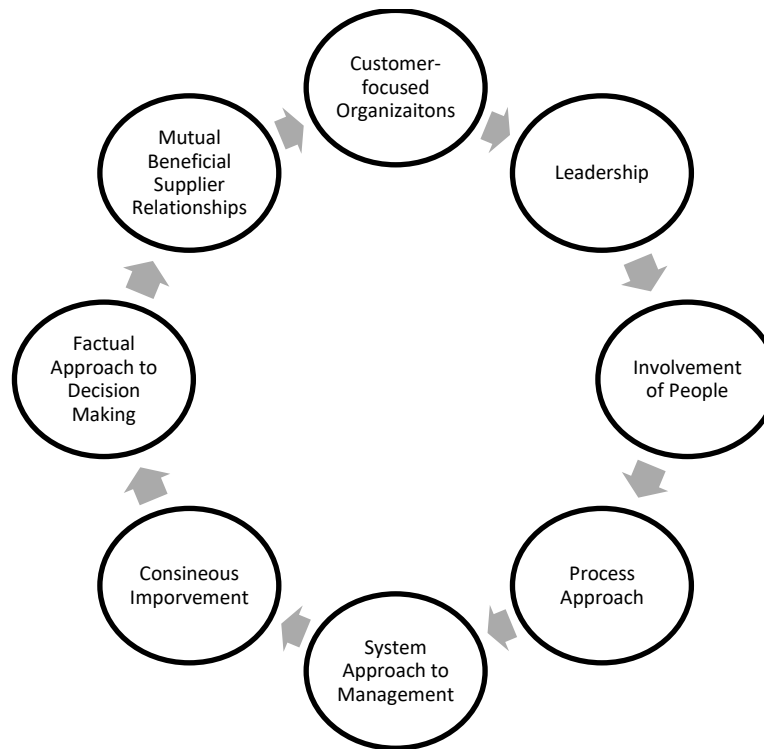 Customer-
focused
Organizaitons
Leadership
Involvement
of People
Process
Approach
System
Approach to
Management
Consineous
Imporvement
Factual
Approach to
Decision
Making
Mutual
Beneficial
Supplier
Relationships